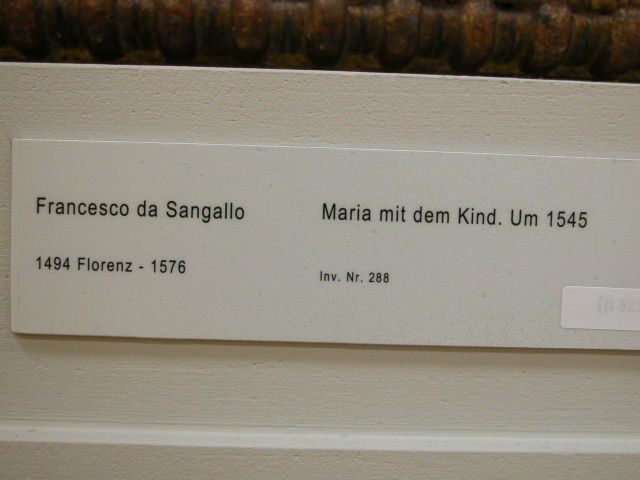 Francesco da Sangallo
1494 Florenz - 1576
Maria mit dem Kind. Um 1545
Inv. Nr. 288